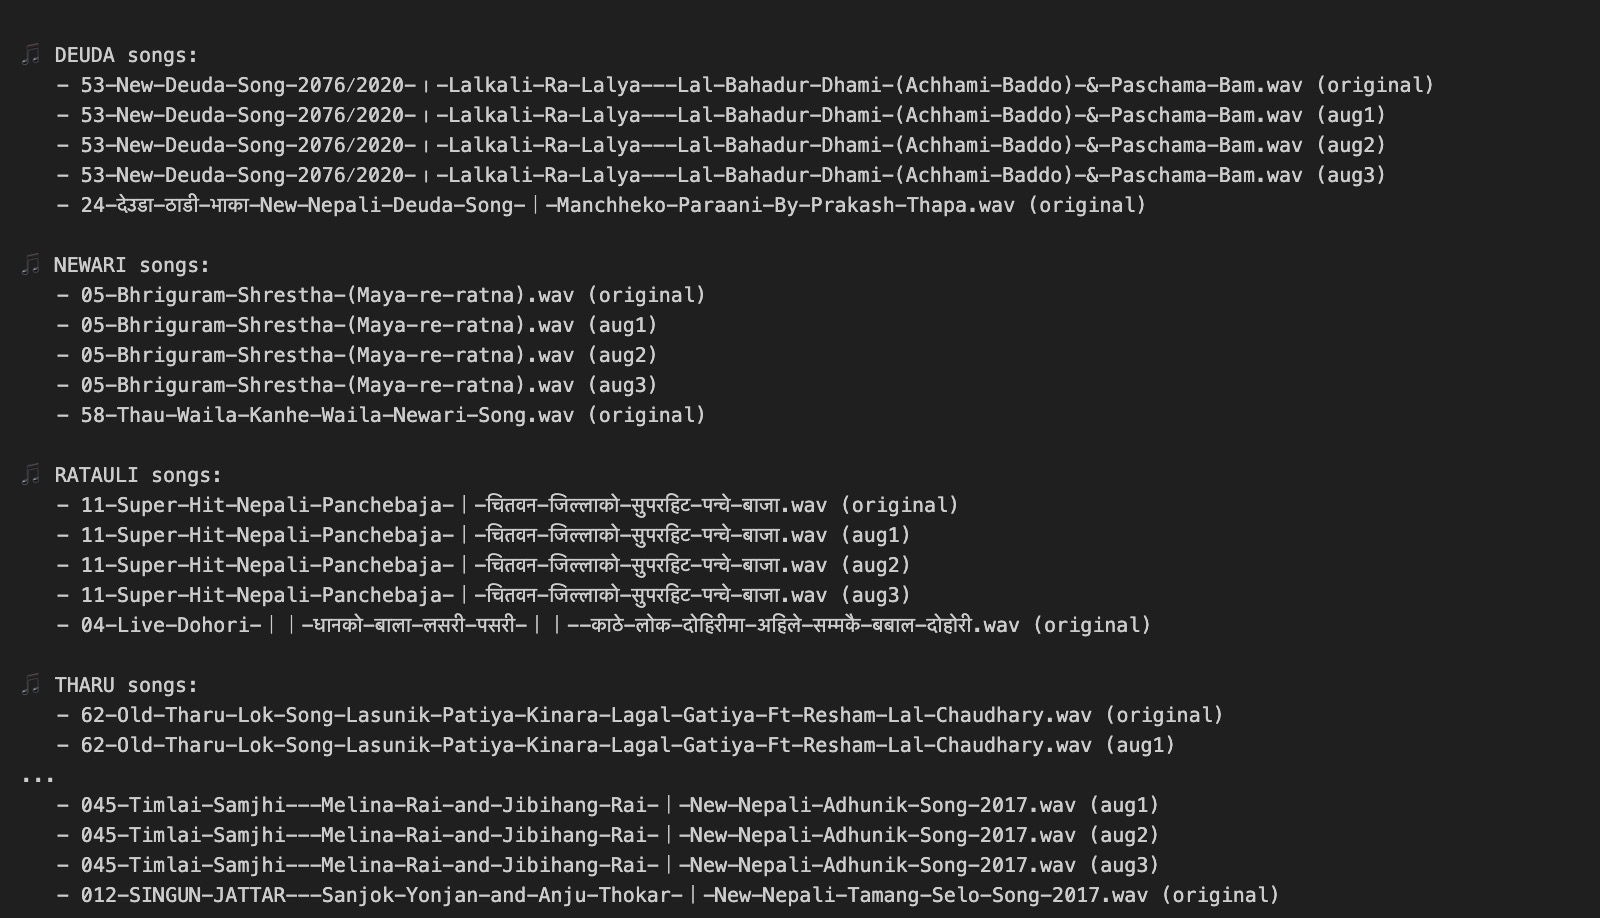 🎵 DEUDA songs:
- 53-New-Deuda-Song-2076⧸2020-।-Lalkali-Ra-Lalya---Lal-Bahadur-Dhami-(Achhami-Baddo)-&-Paschama-Bam.wav (original)
- 53-New-Deuda-Song-2076⧸2020-।-Lalkali-Ra-Lalya---Lal-Bahadur-Dhami-(Achhami-Baddo)-&-Paschama-Bam.wav (aug1)
- 53-New-Deuda-Song-2076⧸2020-।-Lalkali-Ra-Lalya---Lal-Bahadur-Dhami-(Achhami-Baddo)-&-Paschama-Bam.wav (aug2)
- 53-New-Deuda-Song-2076⧸2020-।-Lalkali-Ra-Lalya---Lal-Bahadur-Dhami-(Achhami-Baddo)-&-Paschama-Bam.wav (aug3)
- 24-देउडा-ठाडी-भाका-New-Nepali-Deuda-Song-｜-Manchheko-Paraani-By-Prakash-Thapa.wav (original)
🎵 NEWARI songs:
- 05-Bhriguram-Shrestha-(Maya-re-ratna).wav (original)
- 05-Bhriguram-Shrestha-(Maya-re-ratna).wav (aug1)
- 05-Bhriguram-Shrestha-(Maya-re-ratna).wav (aug2)
- 05-Bhriguram-Shrestha-(Maya-re-ratna).wav (aug3)
- 58-Thau-Waila-Kanhe-Waila-Newari-Song.wav (original)
🎵 RATAULI songs:
- 11-Super-Hit-Nepali-Panchebaja-｜-चितवन-जिल्लाको-सुपरहिट-पन्चे-बाजा.wav (original)
- 11-Super-Hit-Nepali-Panchebaja-｜-चितवन-जिल्लाको-सुपरहिट-पन्चे-बाजा.wav (aug1)
- 11-Super-Hit-Nepali-Panchebaja-｜-चितवन-जिल्लाको-सुपरहिट-पन्चे-बाजा.wav (aug2)
- 11-Super-Hit-Nepali-Panchebaja-｜-चितवन-जिल्लाको-सुपरहिट-पन्चे-बाजा.wav (aug3)
- 04-Live-Dohori-｜｜-धानको-बाला-लसरी-पसरी-｜｜--काठे-लोक-दोहिरीमा-अहिले-सम्मकै-बबाल-दोहोरी.wav (original)
🎵 THARU songs:
- 62-Old-Tharu-Lok-Song-Lasunik-Patiya-Kinara-Lagal-Gatiya-Ft-Resham-Lal-Chaudhary.wav (original)
- 62-Old-Tharu-Lok-Song-Lasunik-Patiya-Kinara-Lagal-Gatiya-Ft-Resham-Lal-Chaudhary.wav (aug1)
...
- 045-Timlai-Samjhi---Melina-Rai-and-Jibihang-Rai-｜-New-Nepali-Adhunik-Song-2017.wav (aug1)
- 045-Timlai-Samjhi---Melina-Rai-and-Jibihang-Rai-｜-New-Nepali-Adhunik-Song-2017.wav (aug2)
- 045-Timlai-Samjhi---Melina-Rai-and-Jibihang-Rai-｜-New-Nepali-Adhunik-Song-2017.wav (aug3)
- 012-SINGUN-JATTAR---Sanjok-Yonjan-and-Anju-Thokar-｜-New-Nepali-Tamang-Selo-Song-2017.wav (original)